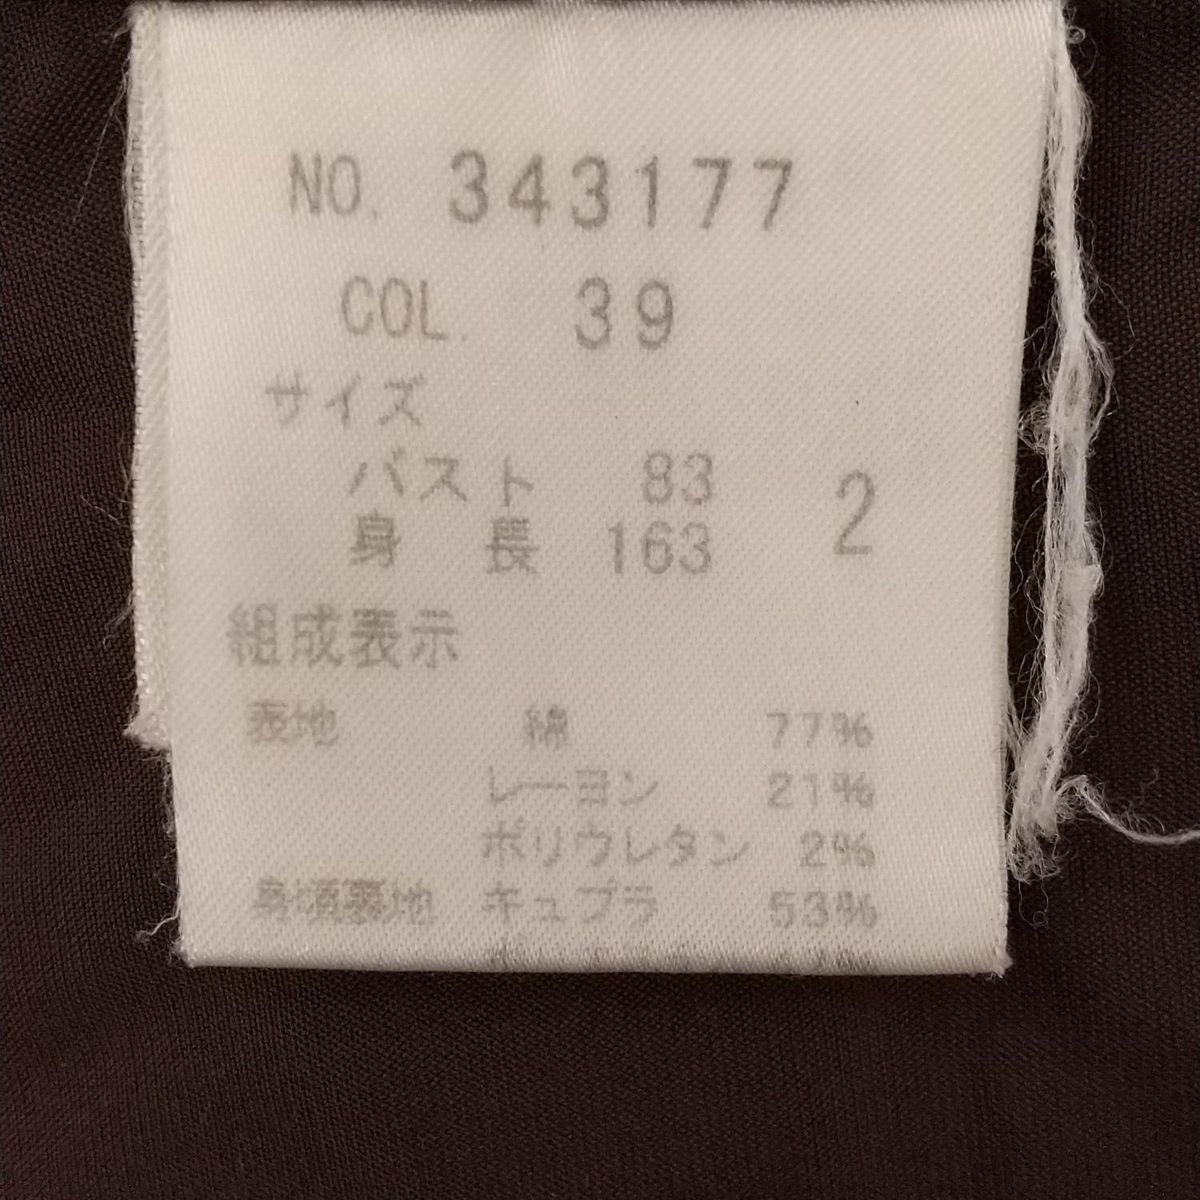 NO. 343177
COL. 39
サイズ
バスト 83
2
身長 163
組成表示
表地 綿 77%
レーヨン 21%
ポリウレタン 2%
身頃裏地 キュプラ 53%